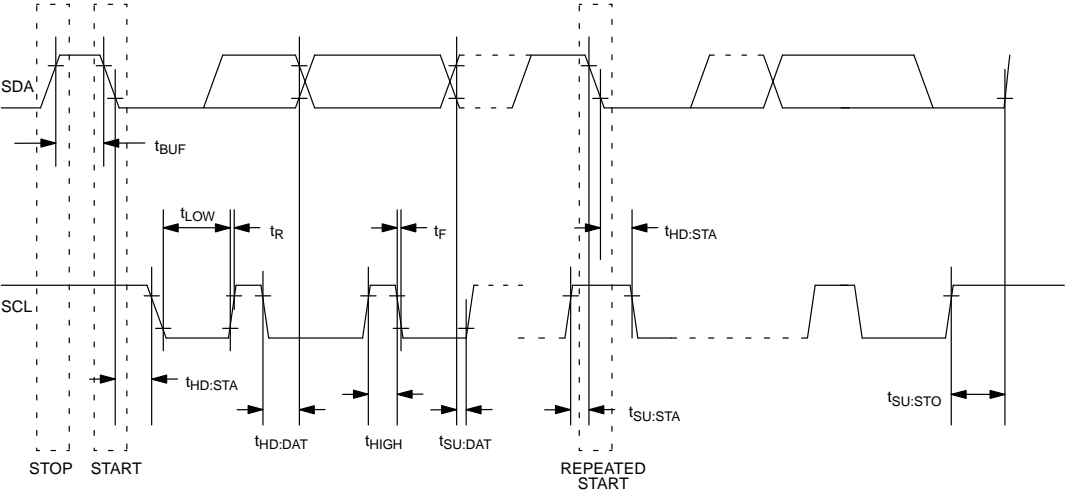 SDA
tBUF
tLOW
tR
tF
tHD:STA
SCL
tHD:STA
tSU:STO
tSU:STA
tHD:DAT
tHIGH
tSU:DAT
STOP
START
REPEATED
START